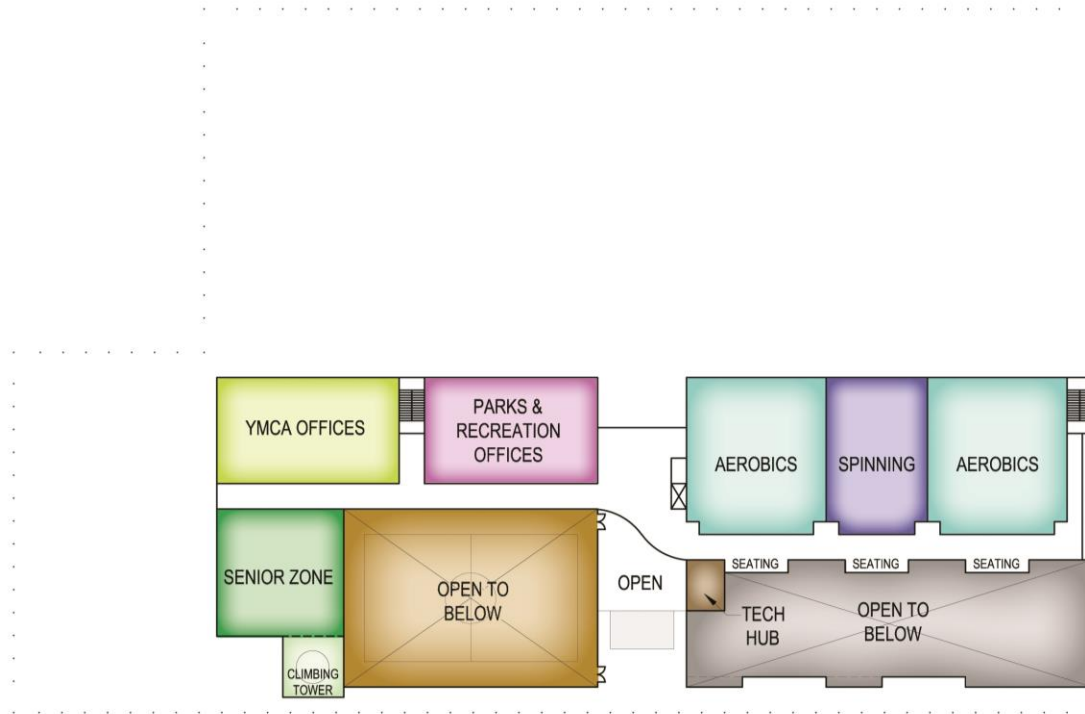 YMCA OFFICES
PARKS &
RECREATION
OFFICES
AEROBICS
SPINNING
AEROBICS
SENIOR ZONE
OPEN TO
BELOW
OPEN
SEATING
SEATING
SEATING
TECH
HUB
OPEN TO
BELOW
CLIMBING
TOWER